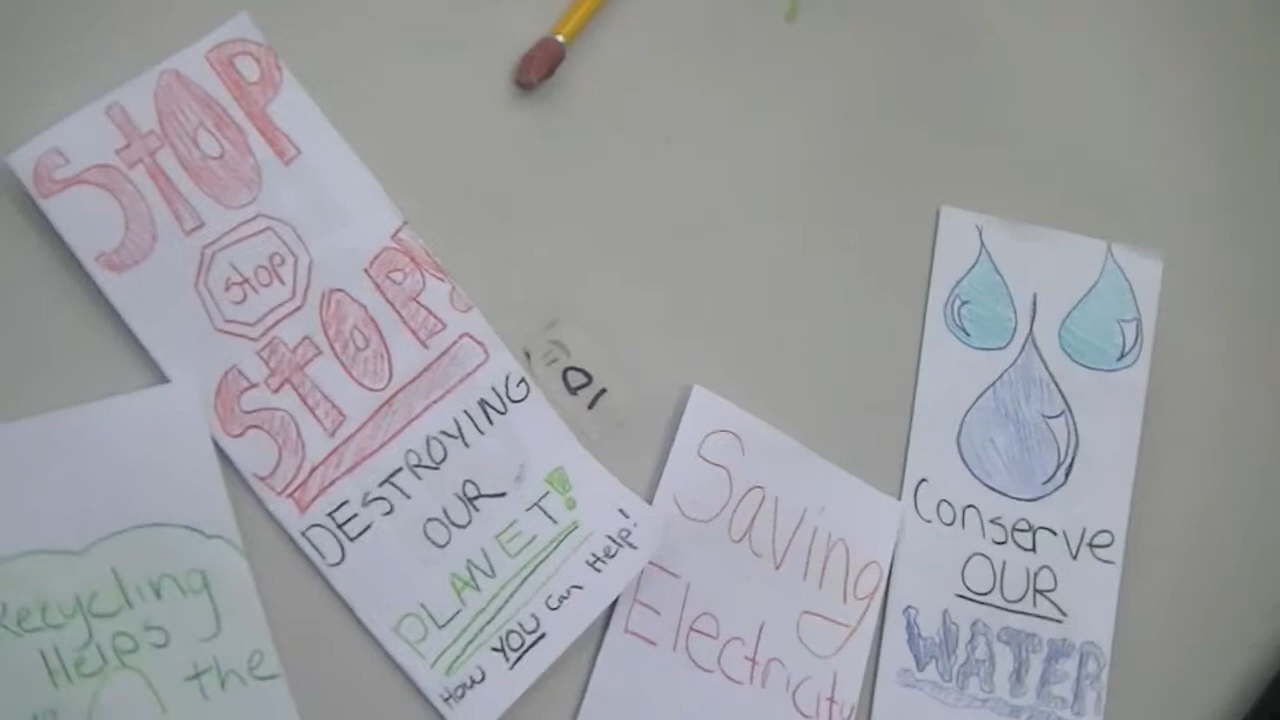 STOP
stop
STOP!
DESTROYING
OUR
PLANET!
How YOU Can Help!
Recycling
Helps
the
Saving
Electricity
Conserve
OUR
WATER